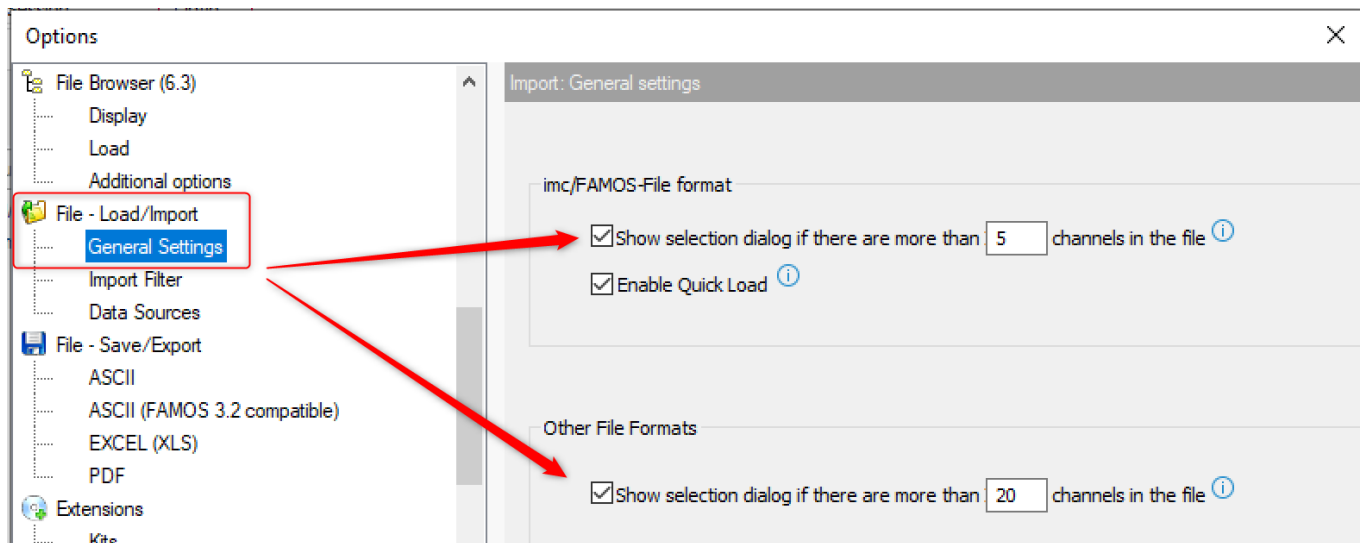 Options
File Browser (6.3)
Display
Load
Additional options
File - Load/Import
General Settings
Import Filter
Data Sources
File - Save/Export
ASCII
ASCII (FAMOS 3.2 compatible)
EXCEL (XLS)
PDF
Extensions
Kits
Import: General settings
imc/FAMOS-File format
Show selection dialog if there are more than 5 channels in the file
Enable Quick Load
Other File Formats
Show selection dialog if there are more than 20 channels in the file